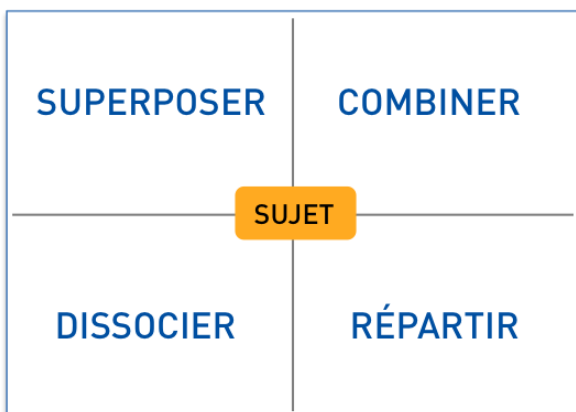 SUPERPOSER
COMBINER
SUJET
DISSOCIER
RÉPARTIR